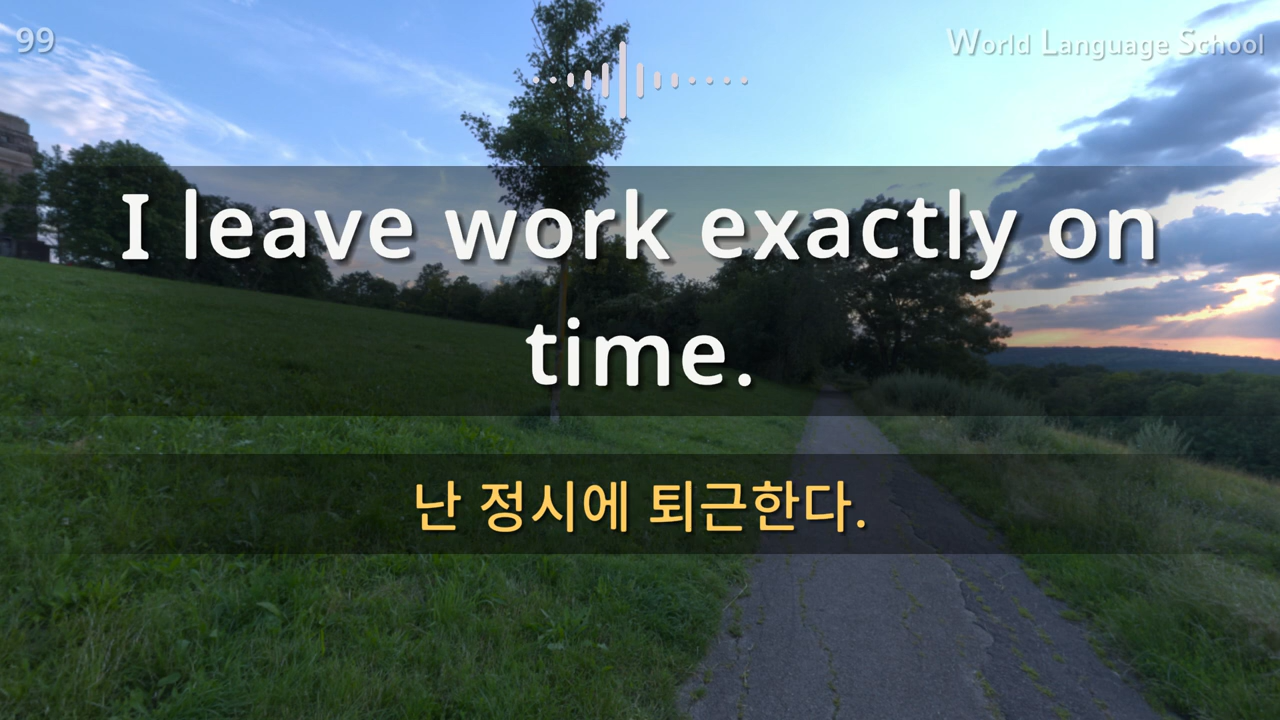 99
World Language School
I leave work exactly on
time.
난 정시에 퇴근한다.